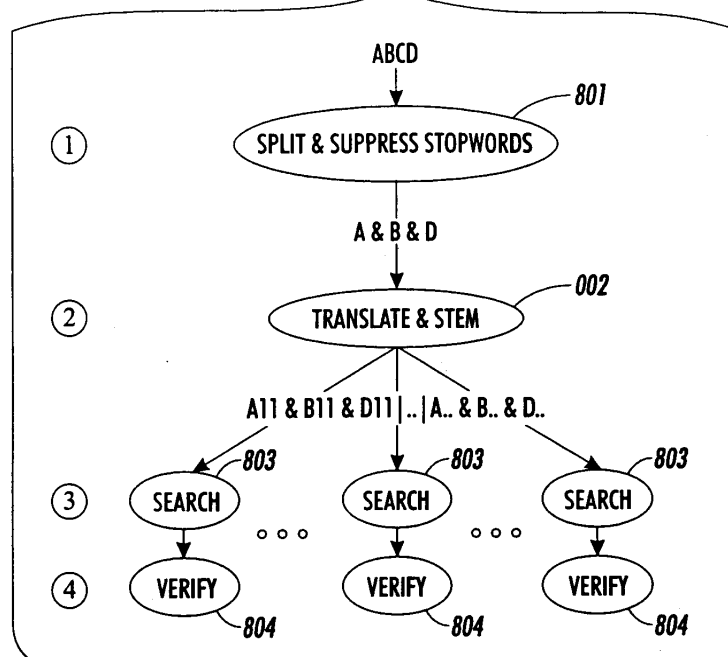 ABCD
801
1 SPLIT & SUPPRESS STOPWORDS
A & B & D
002
2 TRANSLATE & STEM
A11 & B11 & D11|..|A.. & B.. & D..
803 803 803
3 SEARCH SEARCH SEARCH
4 VERIFY VERIFY VERIFY
804 804 804